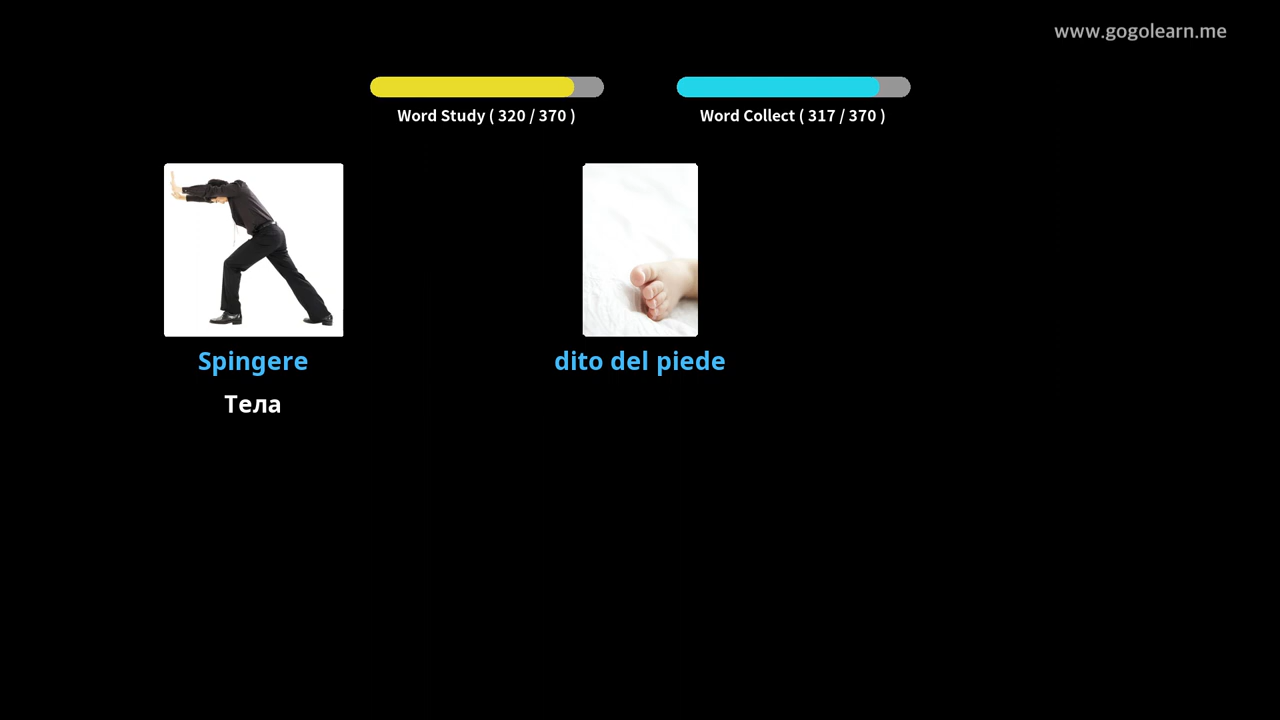 www.gogolearn.me
Word Study ( 320 / 370 )
Word Collect ( 317 / 370 )
Spingere
Тела
dito del piede